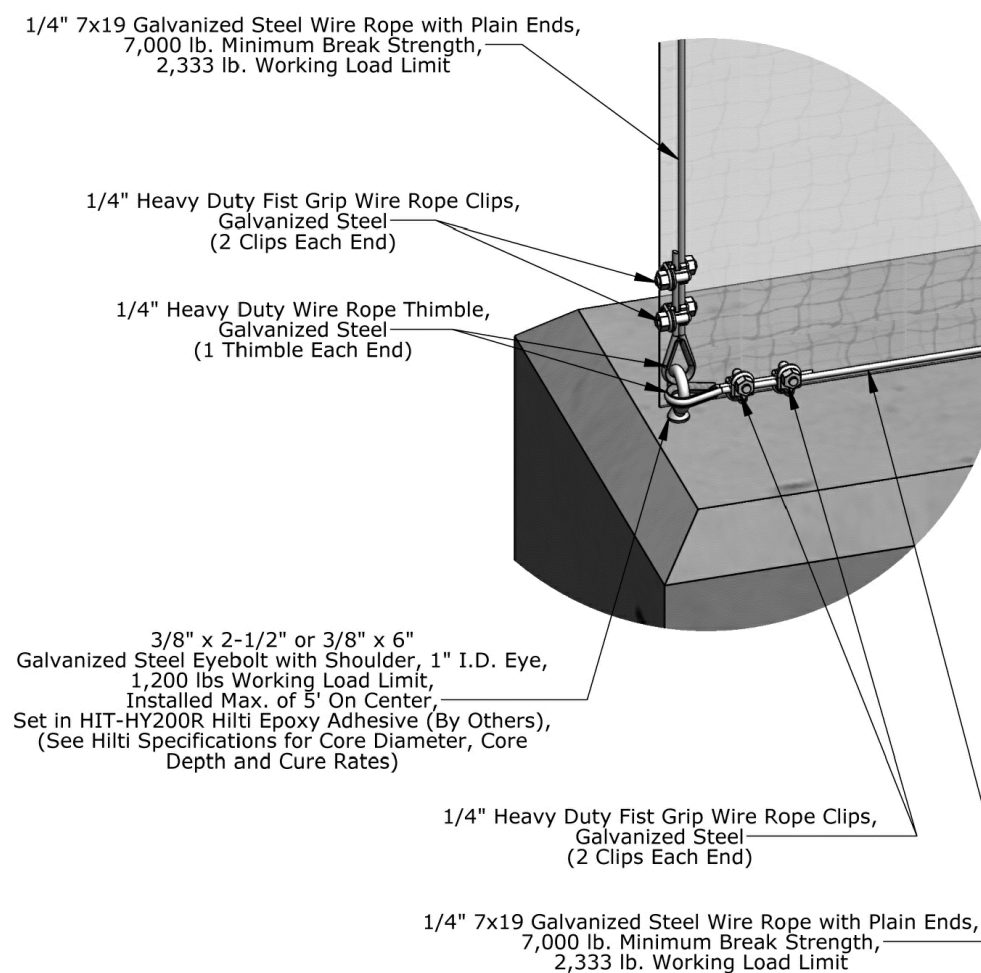 1/4" 7x19 Galvanized Steel Wire Rope with Plain Ends,
7,000 lb. Minimum Break Strength,
2,333 lb. Working Load Limit
1/4" Heavy Duty Fist Grip Wire Rope Clips,
Galvanized Steel
(2 Clips Each End)
1/4" Heavy Duty Wire Rope Thimble,
Galvanized Steel
(1 Thimble Each End)
3/8" x 2-1/2" or 3/8" x 6"
Galvanized Steel Eyebolt with Shoulder, 1" I.D. Eye,
1,200 lbs Working Load Limit,
Installed Max. of 5' On Center,
Set in HIT-HY200R Hilti Epoxy Adhesive (By Others),
(See Hilti Specifications for Core Diameter, Core
Depth and Cure Rates)
1/4" Heavy Duty Fist Grip Wire Rope Clips,
Galvanized Steel
(2 Clips Each End)
1/4" 7x19 Galvanized Steel Wire Rope with Plain Ends,
7,000 lb. Minimum Break Strength,
2,333 lb. Working Load Limit